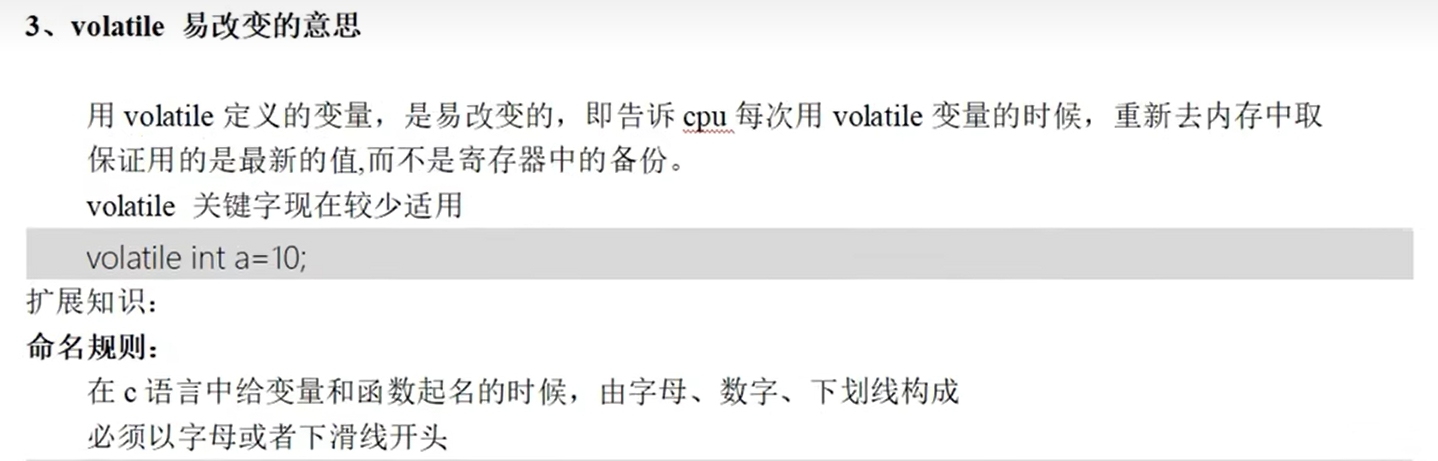 3、volatile 易改变的意思
用 volatile 定义的变量，是易改变的，即告诉 cpu 每次用 volatile 变量的时候，重新去内存中取
保证用的是最新的值,而不是寄存器中的备份。
volatile 关键字现在较少适用
volatile int a=10;
扩展知识：
命名规则：
在 c 语言中给变量和函数起名的时候，由字母、数字、下划线构成
必须以字母或者下滑线开头